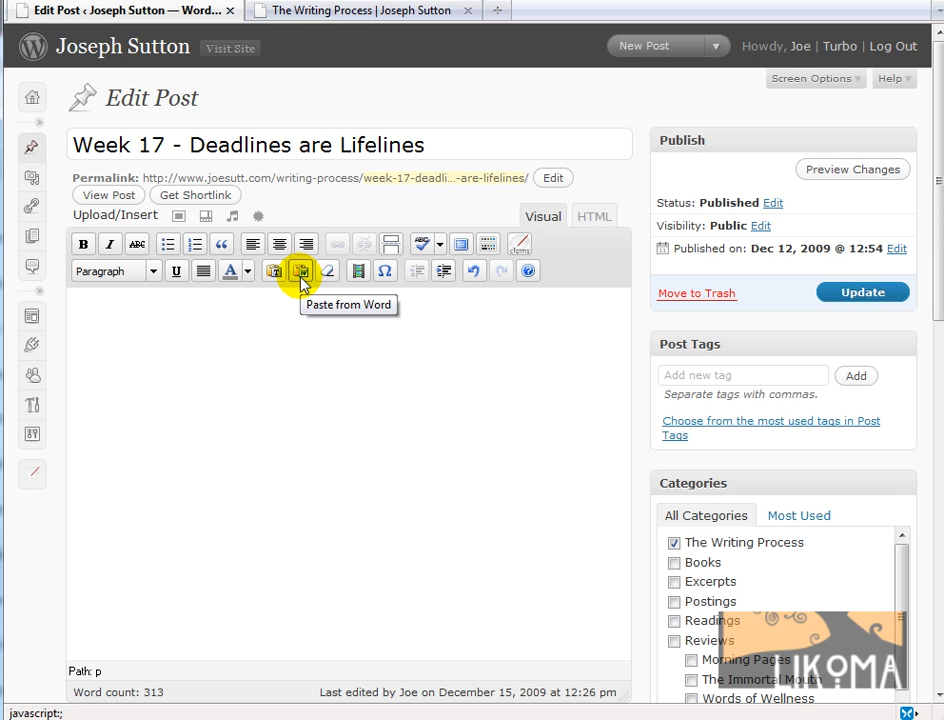 Edit Post ‹ Joseph Sutton — Word...
The Writing Process | Joseph Sutton
Joseph Sutton
Visit Site
New Post
Howdy, Joe | Turbo | Log Out
Screen Options
Help
Edit Post
Week 17 - Deadlines are Lifelines
Permalink: http://www.joesutt.com/writing-process/week-17-deadli...-are-lifelines/ Edit
View Post
Get Shortlink
Upload/Insert
Visual
HTML
B I ABC
ABC
cforms
Paragraph
U
A
Paste from Word
Path: p
Word count: 313
Last edited by Joe on December 15, 2009 at 12:26 pm
Publish
Preview Changes
Status: Published Edit
Visibility: Public Edit
Published on: Dec 12, 2009 @ 12:54 Edit
Move to Trash
Update
Post Tags
Add new tag
Add
Separate tags with commas.
Choose from the most used tags in Post
Tags
Categories
All Categories
Most Used
The Writing Process
Books
Excerpts
Postings
Readings
Reviews
Morning Pages
The Immortal Mouth
Words of Wellness
LIKOMA
javascript:;